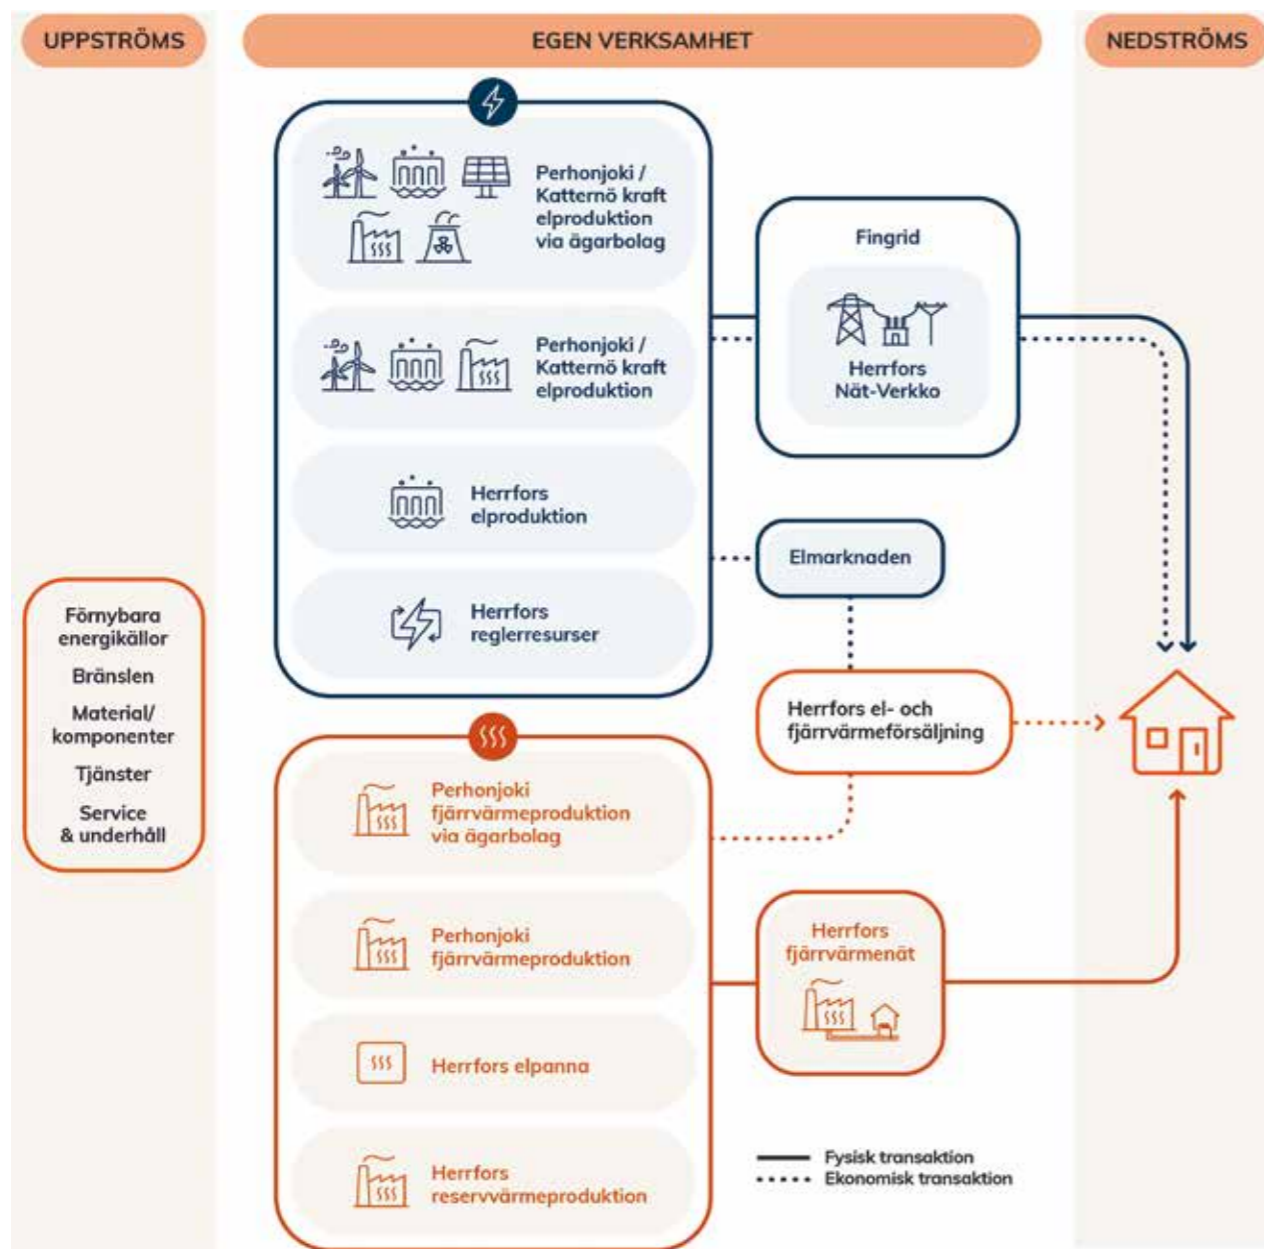 UPPSTRÖMS
EGEN VERKSAMHET
NEDSTRÖMS
Förnybara
energikällor
Bränslen
Material/
komponenter
Tjänster
Service
& underhåll
Perhonjoki /
Katternö kraft
elproduktion
via ägarbolag
Perhonjoki /
Katternö kraft
elproduktion
Herrfors
elproduktion
Herrfors
reglerresurser
Fingrid
Herrfors
Nät-Verkko
Elmarknaden
Herrfors el- och
fjärrvärmeförsäljning
Perhonjoki
fjärrvärmeproduktion
via ägarbolag
Perhonjoki
fjärrvärmeproduktion
Herrfors elpanna
Herrfors
reservvärmeproduktion
Herrfors
fjärrvärmenät
Fysisk transaktion
Ekonomisk transaktion